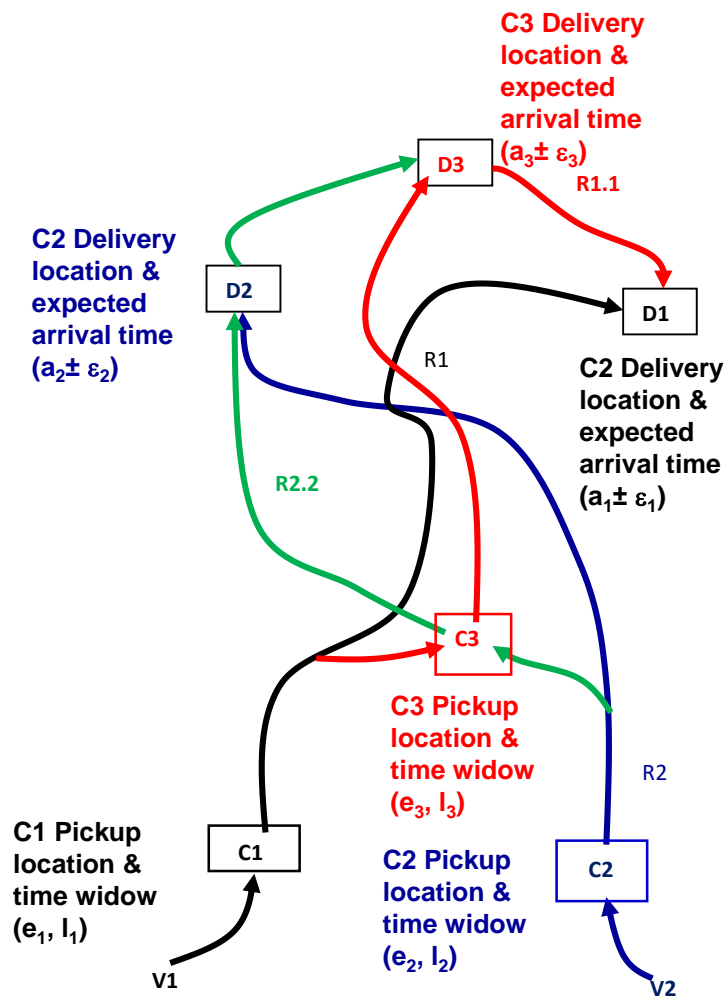 C3 Delivery
location &
expected
arrival time
(a3± ε3)
D3
R1.1
C2 Delivery
location &
expected
arrival time
(a2± ε2)
D2
D1
R1
C2 Delivery
location &
expected
arrival time
(a1± ε1)
R2.2
C3
C3 Pickup
location &
time widow
(e3, l3)
R2
C1 Pickup
location &
time widow
(e1, l1)
C1
C2 Pickup
location &
time widow
(e2, l2)
C2
V1
V2